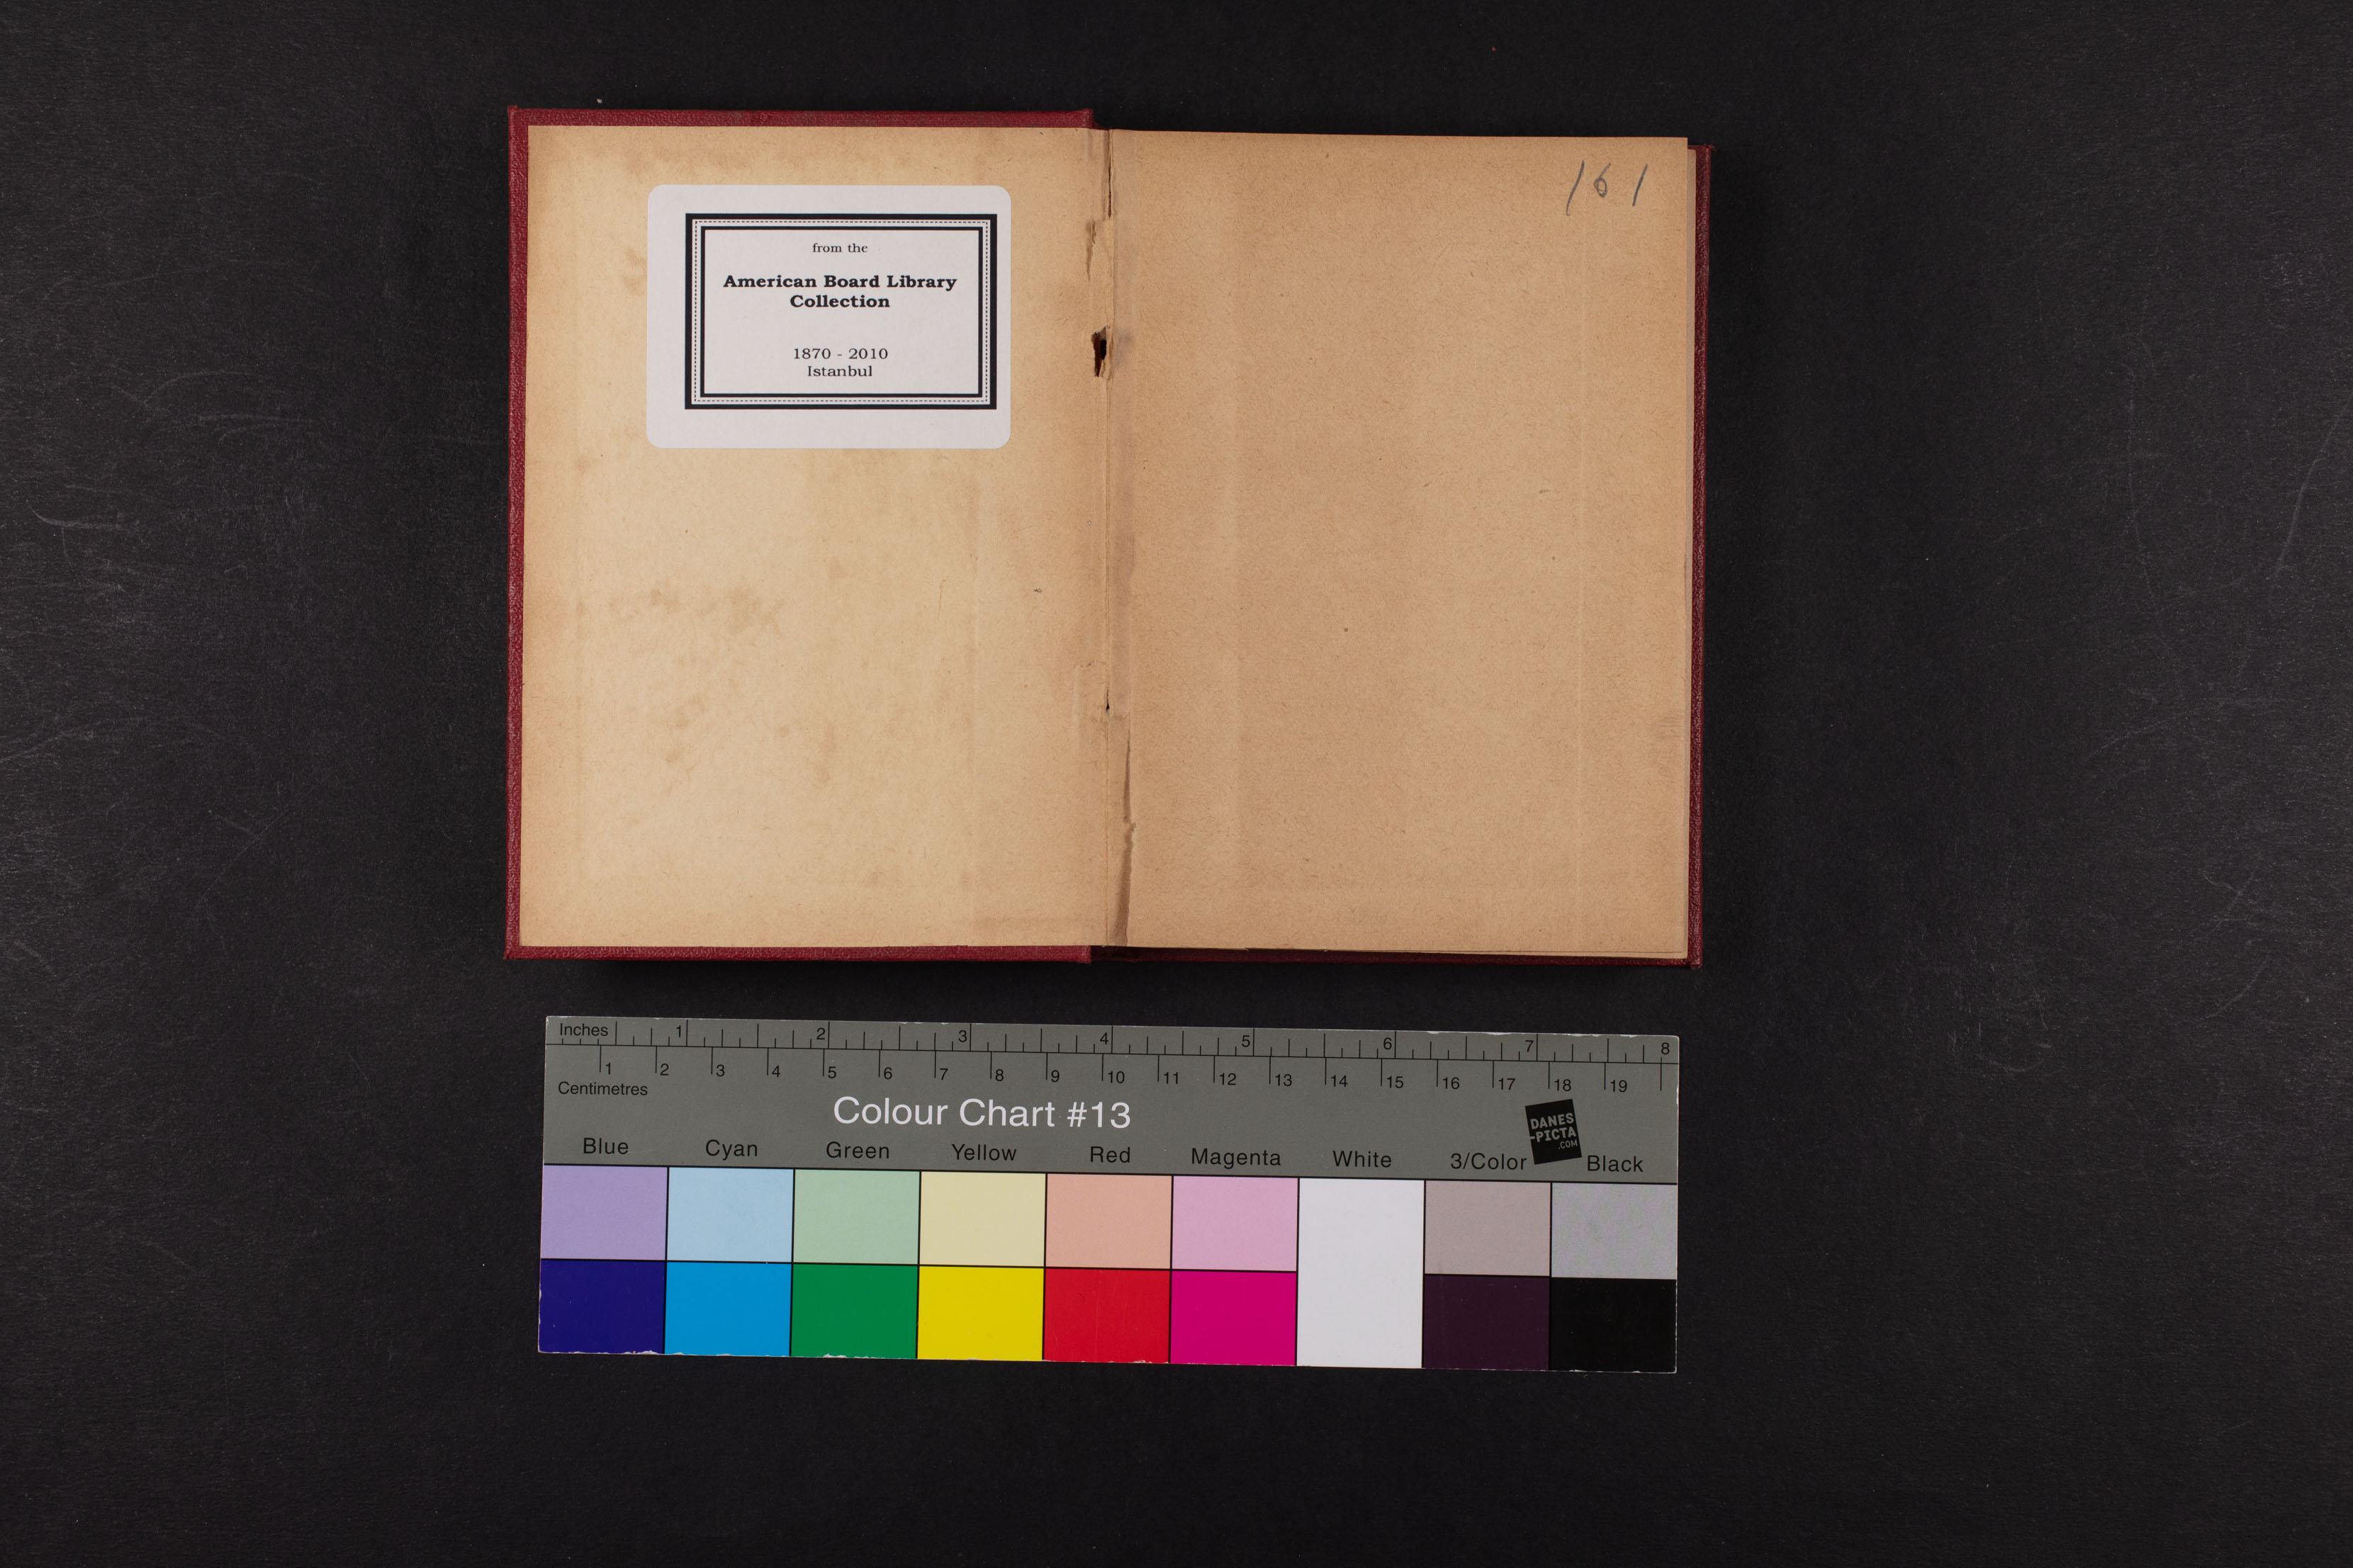 from the
American Board Library
Collection
1870 - 2010
Istanbul
161
Inches 1 2 3 4 5 6 7 8
1 2 3 4 5 6 7 8 9 10 11 12 13 14 15 16 17 18 19
Centimetres
Colour Chart #13
DANES
-PICTA
.COM
Blue Cyan Green Yellow Red Magenta White 3/Color Black